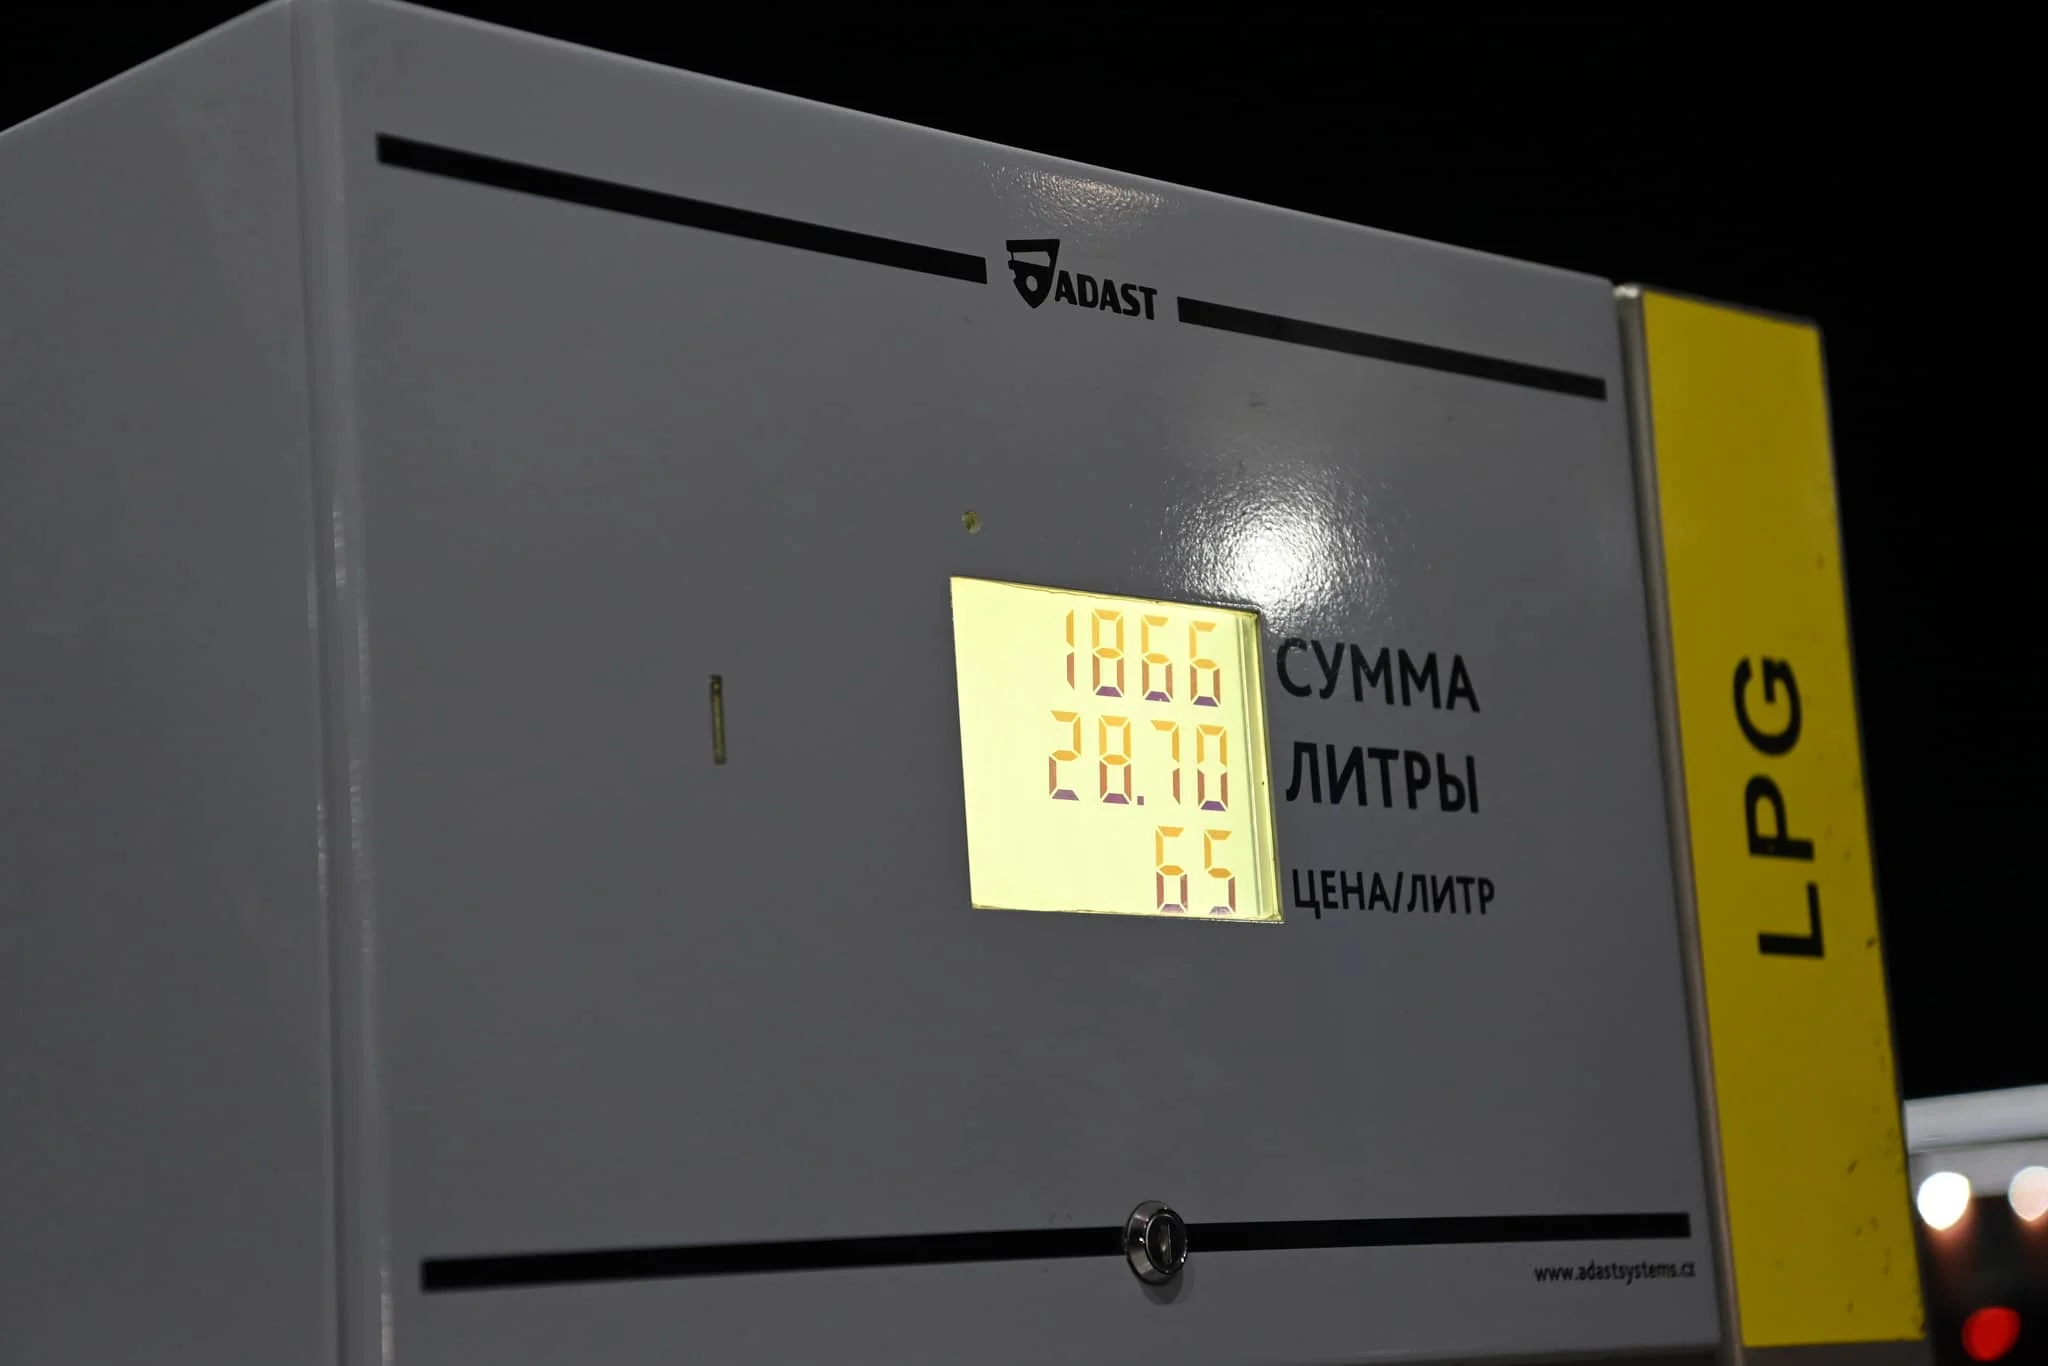 ADAST
1866 СУММА
28.70 ЛИТРЫ
65 ЦЕНА/ЛИТР
LPG
www.adastsystems.cz